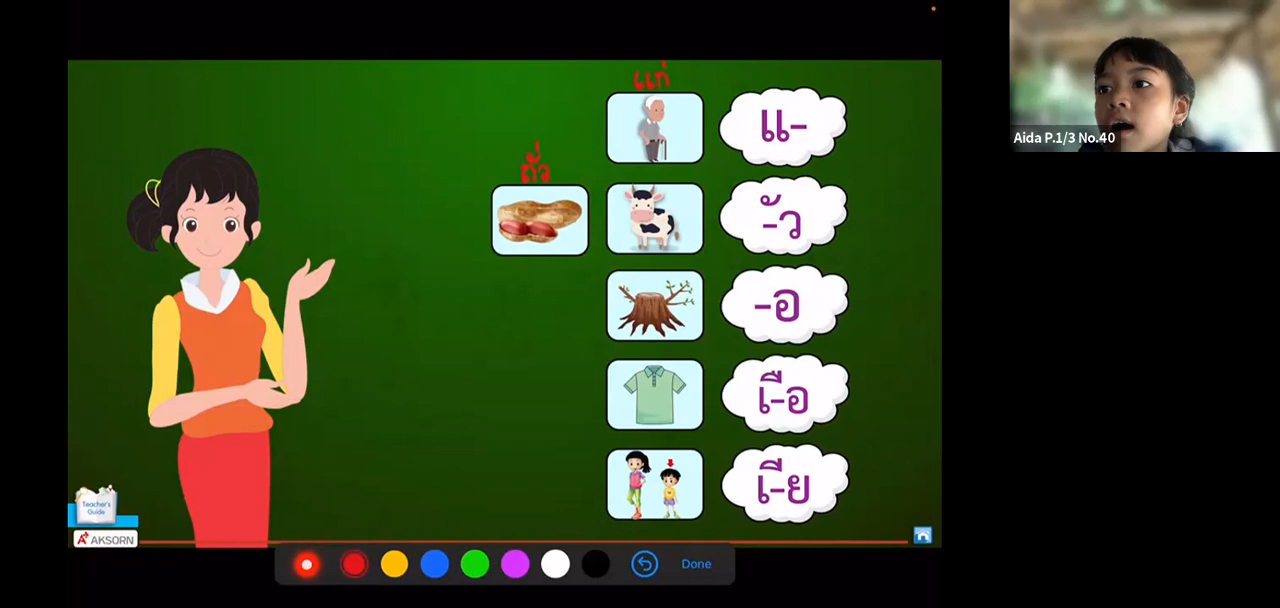 แก่
แ-
ถั่ว
-ัว
-อ
เ-ือ
เ-ีย
Teacher's
Guide
AKSORN
Done
Aida P.1/3 No.40